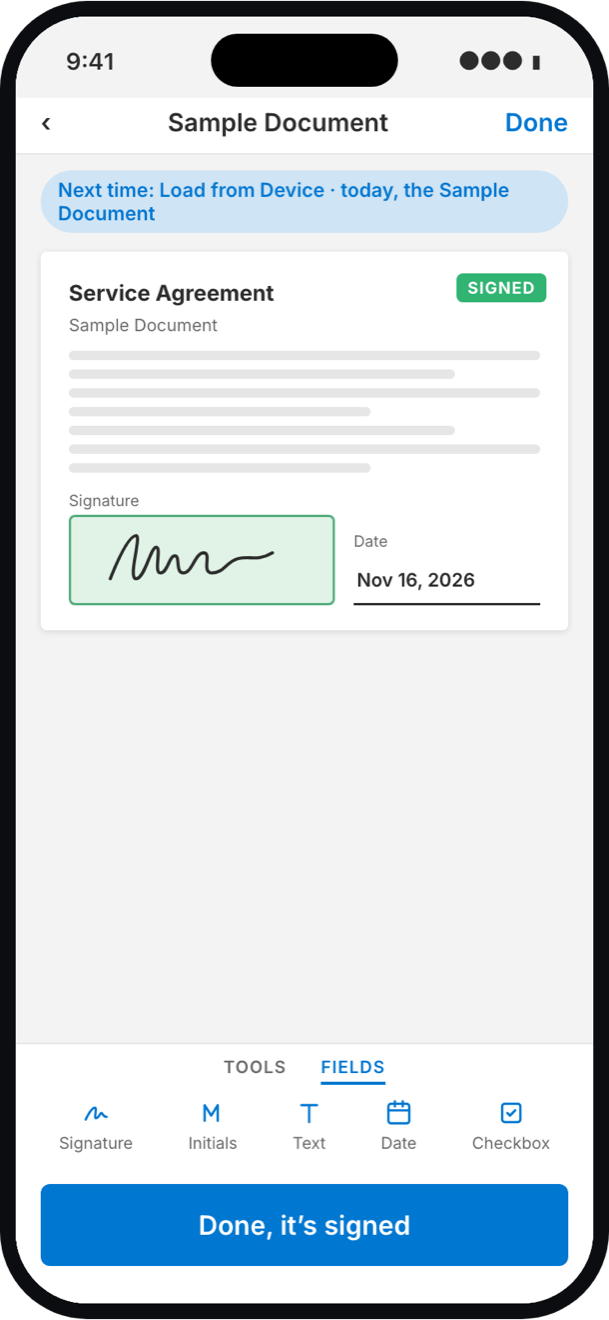 9:41
‹ Sample Document Done
Next time: Load from Device · today, the Sample
Document
Service Agreement SIGNED
Sample Document
Signature
Date
Nov 16, 2026
TOOLS FIELDS
Signature Initials Text Date Checkbox
Done, it’s signed